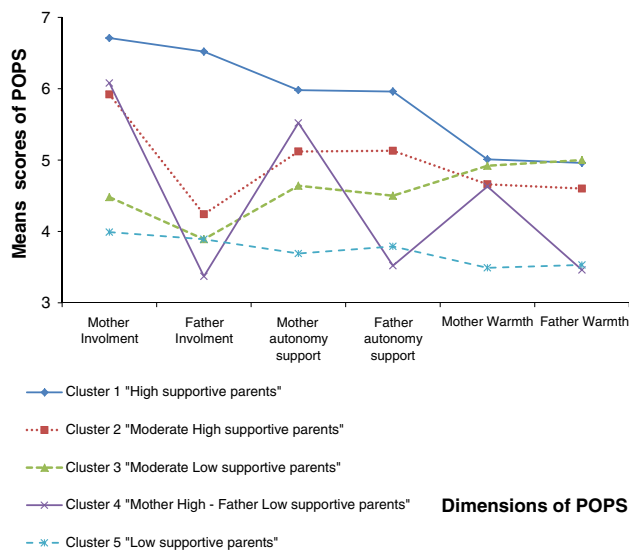 7
6
5
4
3
Means scores of POPS
Mother
Involment
Father
Involment
Mother
autonomy
support
Father
autonomy
support
Mother Warmth
Father Warmth
Cluster 1 "High supportive parents"
Cluster 2 "Moderate High supportive parents"
Cluster 3 "Moderate Low supportive parents"
Cluster 4 "Mother High - Father Low supportive parents"
Dimensions of POPS
Cluster 5 "Low supportive parents"